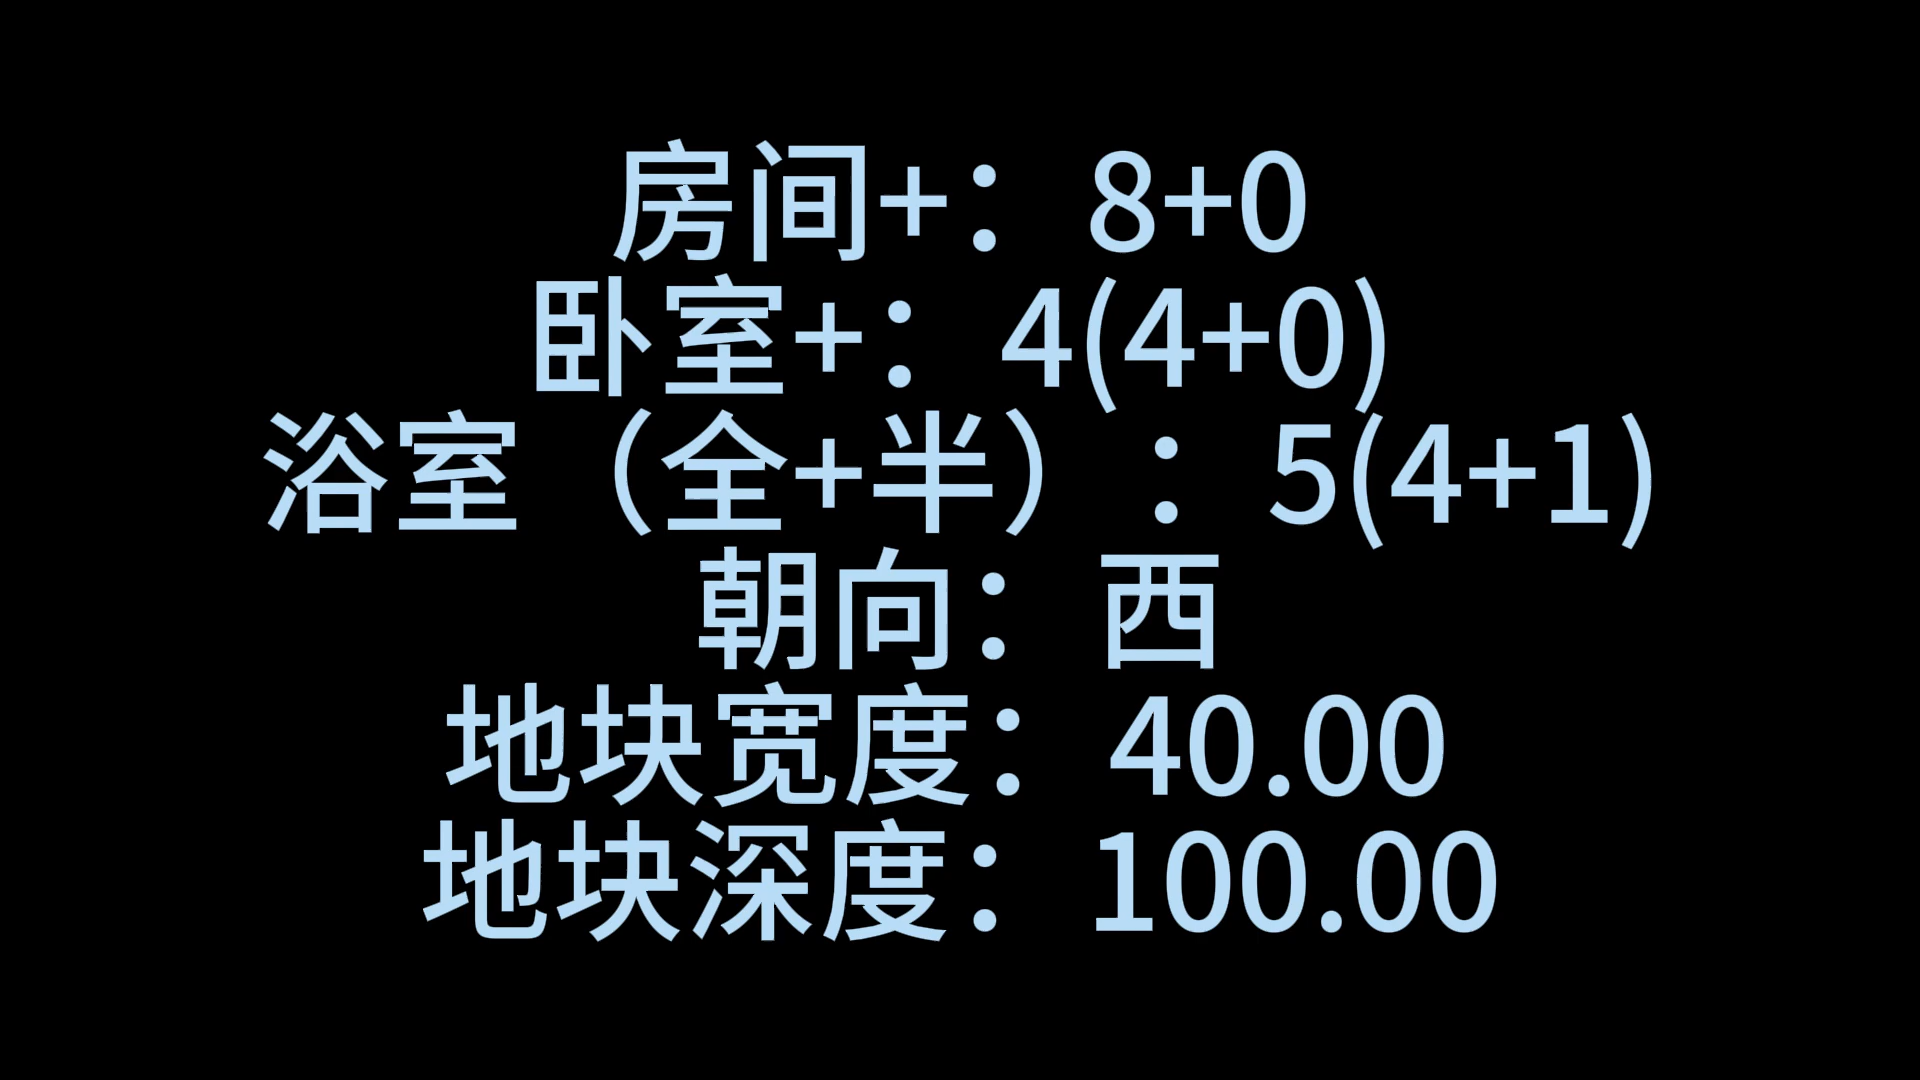 房间+：8+0
卧室+：4(4+0)
浴室（全+半）：5(4+1)
朝向：西
地块宽度：40.00
地块深度：100.00